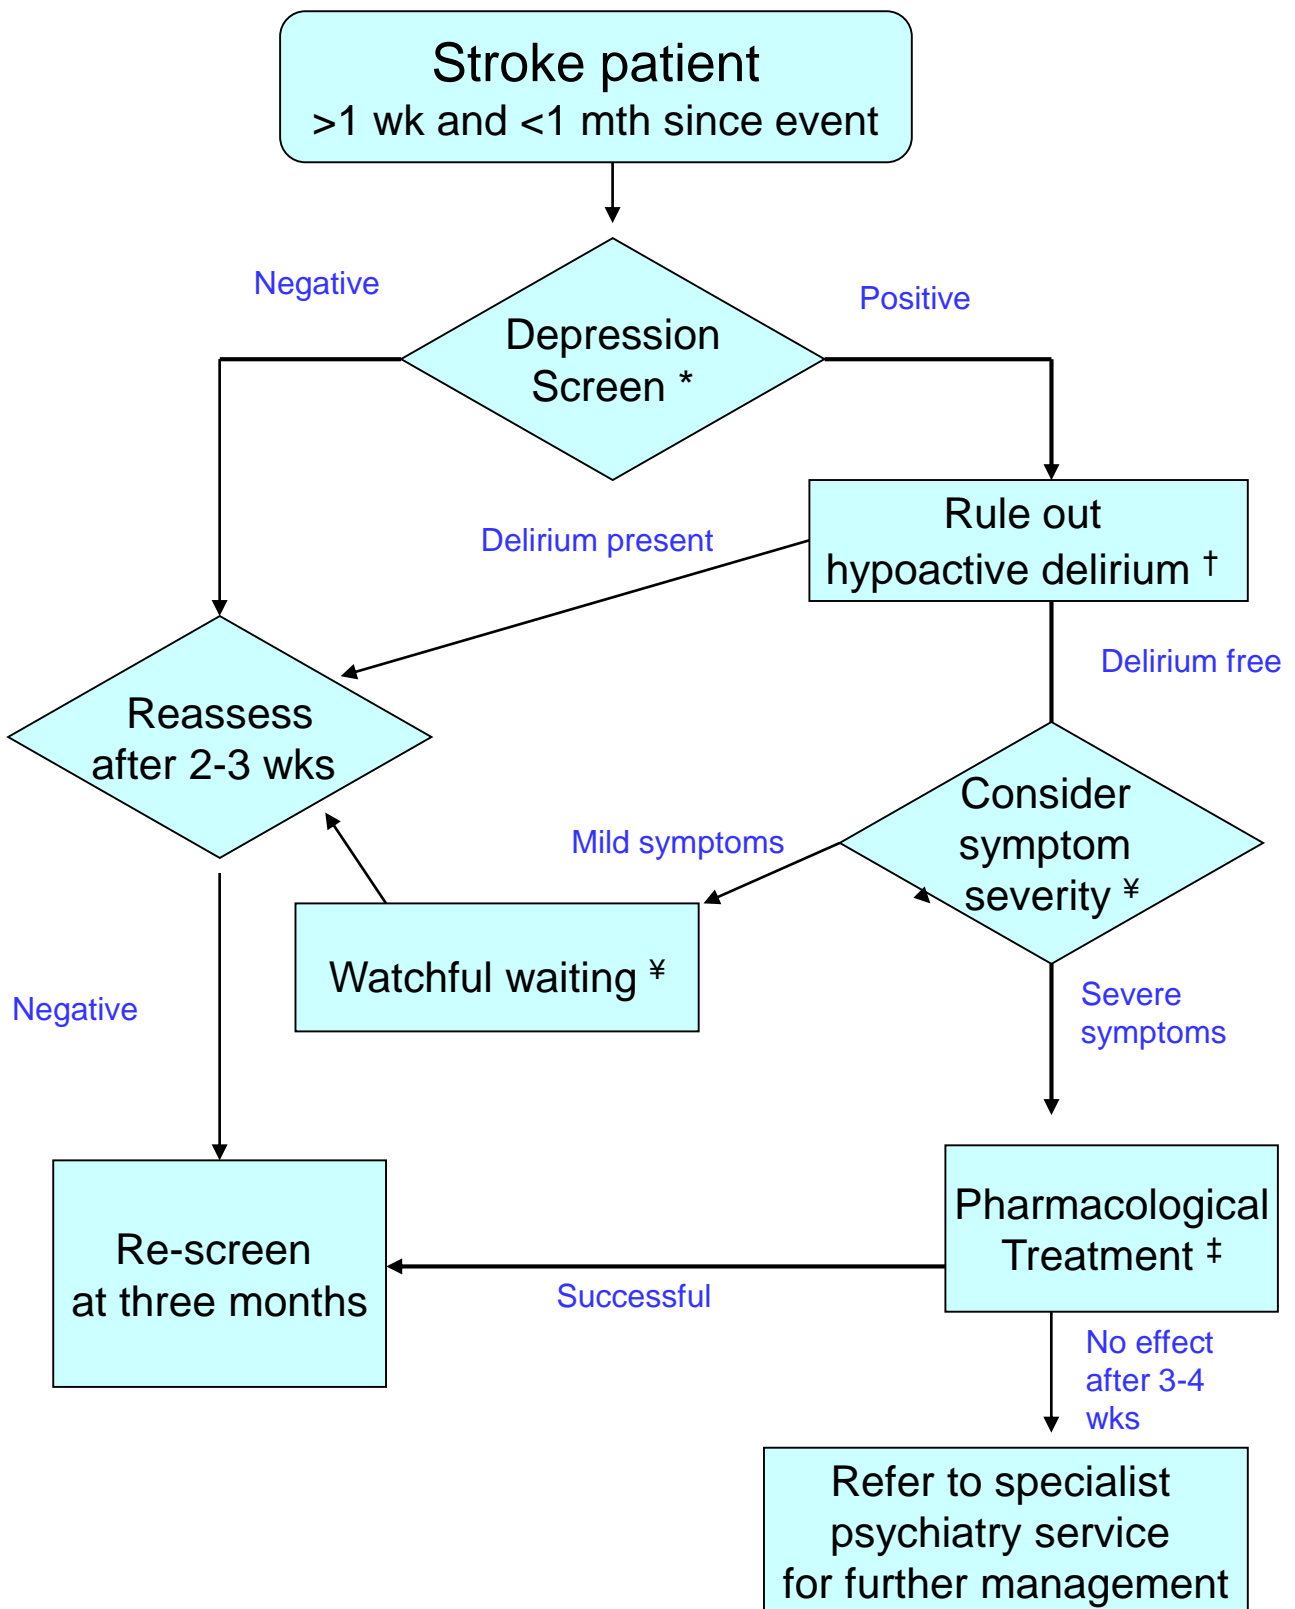 Stroke patient
>1 wk and <1 mth since event
Negative
Positive
Depression
Screen *
Rule out
hypoactive delirium †
Delirium present
Delirium free
Reassess
after 2-3 wks
Consider
symptom
severity ¥
Mild symptoms
Watchful waiting ¥
Severe
symptoms
Negative
Pharmacological
Treatment ‡
Re-screen
at three months
Successful
No effect
after 3-4
wks
Refer to specialist
psychiatry service
for further management